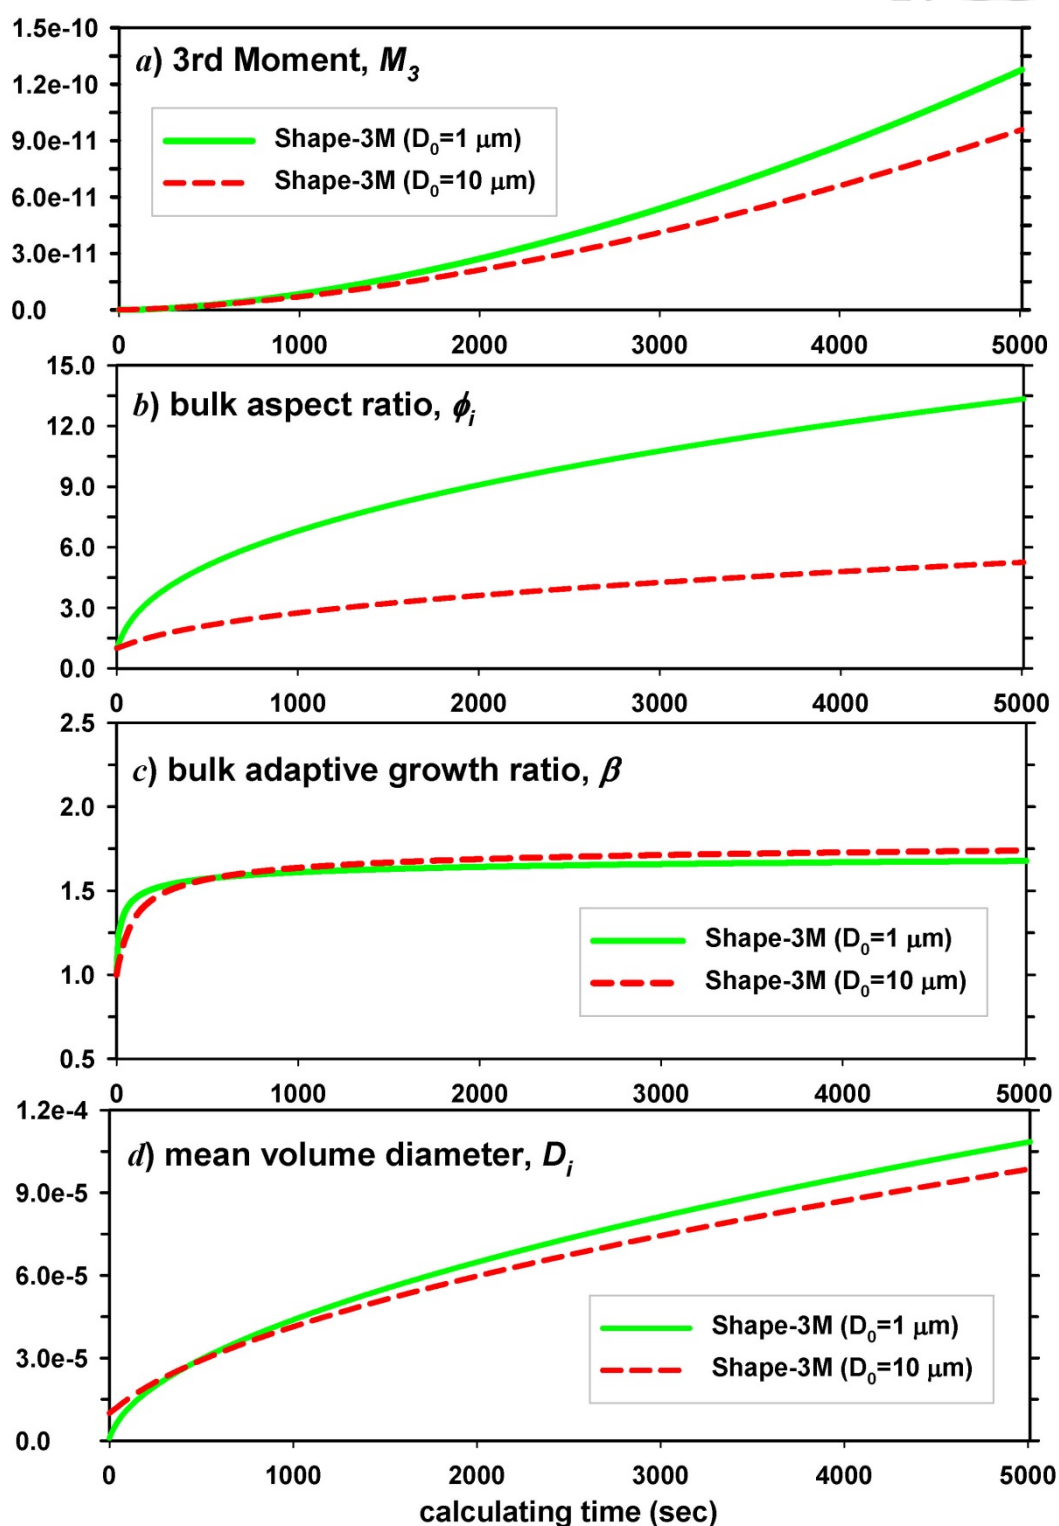 1.5e-10
a) 3rd Moment, M₃
1.2e-10
9.0e-11
Shape-3M (D₀=1 μm)
Shape-3M (D₀=10 μm)
6.0e-11
3.0e-11
0.0
0 1000 2000 3000 4000 5000
15.0
b) bulk aspect ratio, ϕᵢ
12.0
9.0
6.0
3.0
0.0
0 1000 2000 3000 4000 5000
2.5
c) bulk adaptive growth ratio, β
2.0
1.5
Shape-3M (D₀=1 μm)
1.0
Shape-3M (D₀=10 μm)
0.5
0 1000 2000 3000 4000 5000
1.2e-4
d) mean volume diameter, Dᵢ
9.0e-5
6.0e-5
Shape-3M (D₀=1 μm)
3.0e-5
Shape-3M (D₀=10 μm)
0.0
0 1000 2000 3000 4000 5000
calculating time (sec)